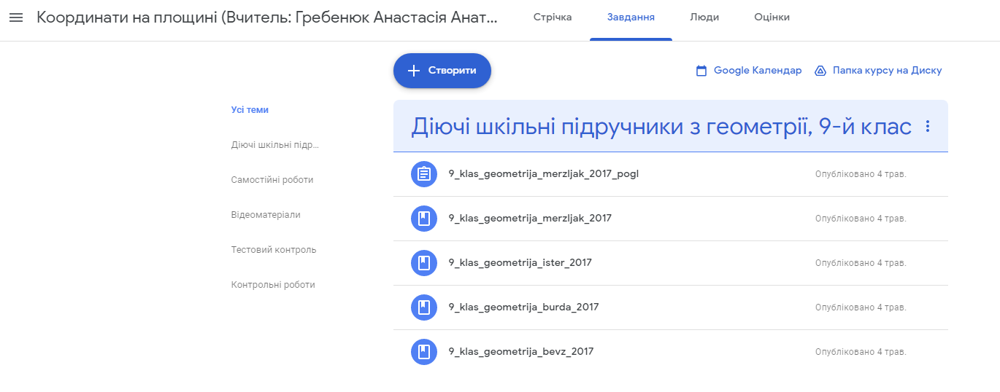 Координати на площині (Вчитель: Гребенюк Анастасія Анат...
Стрічка
Завдання
Люди
Оцінки
Створити
Google Календар
Папка курсу на Диску
Усі теми
Діючі шкільні підр...
Самостійні роботи
Відеоматеріали
Тестовий контроль
Контрольні роботи
Діючі шкільні підручники з геометрії, 9-й клас
9_klas_geometrija_merzljak_2017_pogl
Опубліковано 4 трав.
9_klas_geometrija_merzljak_2017
Опубліковано 4 трав.
9_klas_geometrija_ister_2017
Опубліковано 4 трав.
9_klas_geometrija_burda_2017
Опубліковано 4 трав.
9_klas_geometrija_bevz_2017
Опубліковано 4 трав.